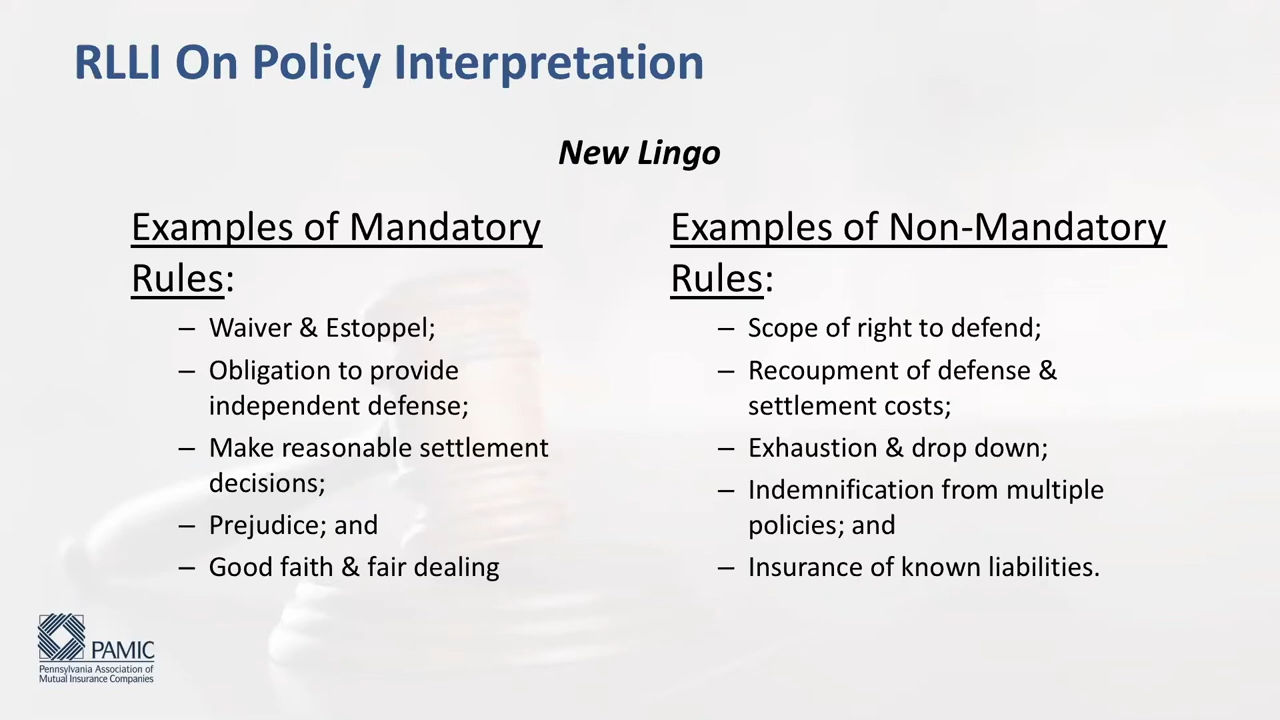 RLLI On Policy Interpretation
New Lingo
Examples of Mandatory
Rules:
– Waiver & Estoppel;
– Obligation to provide
independent defense;
– Make reasonable settlement
decisions;
– Prejudice; and
– Good faith & fair dealing
Examples of Non-Mandatory
Rules:
– Scope of right to defend;
– Recoupment of defense &
settlement costs;
– Exhaustion & drop down;
– Indemnification from multiple
policies; and
– Insurance of known liabilities.
PAMIC
Pennsylvania Association of
Mutual Insurance Companies